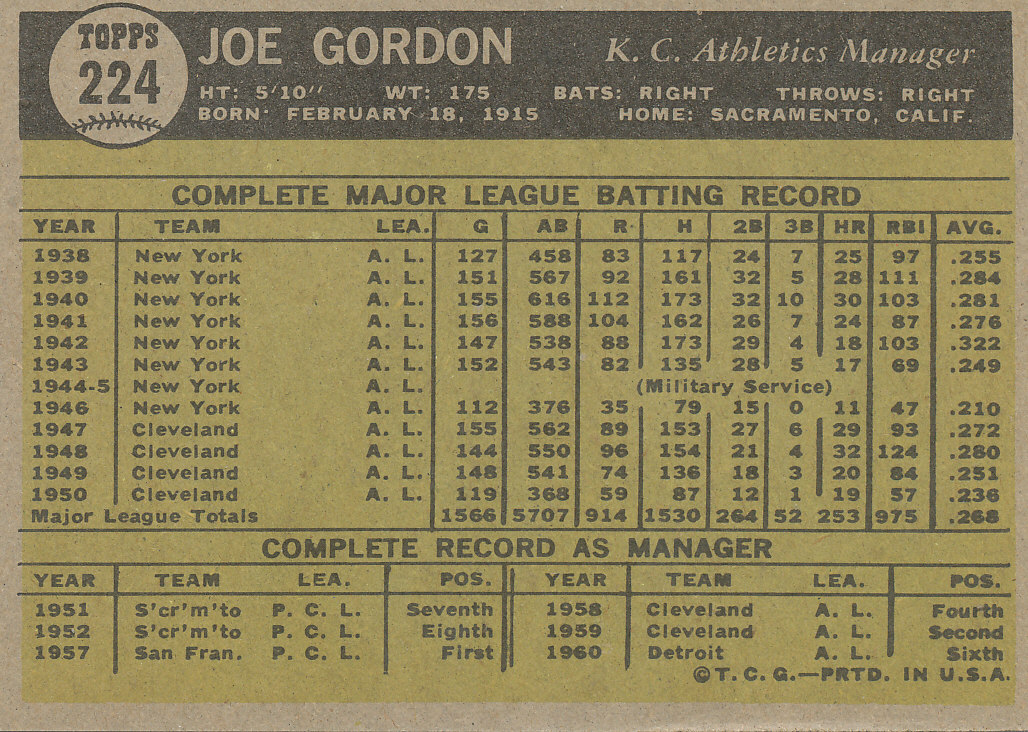 TOPPS
224
JOE GORDON K. C. Athletics Manager
HT: 5'10" WT: 175 BATS: RIGHT THROWS: RIGHT
BORN: FEBRUARY 18, 1915 HOME: SACRAMENTO, CALIF.
COMPLETE MAJOR LEAGUE BATTING RECORD
YEAR TEAM LEA. G AB R H 2B 3B HR RBI AVG.
1938 New York A. L. 127 458 83 117 24 7 25 97 .255
1939 New York A. L. 151 567 92 161 32 5 28 111 .284
1940 New York A. L. 155 616 112 173 32 10 30 103 .281
1941 New York A. L. 156 588 104 162 26 7 24 87 .276
1942 New York A. L. 147 538 88 173 29 4 18 103 .322
1943 New York A. L. 152 543 82 135 28 5 17 69 .249
1944-5 New York A. L. (Military Service)
1946 New York A. L. 112 376 35 79 15 0 11 47 .210
1947 Cleveland A. L. 155 562 89 153 27 6 29 93 .272
1948 Cleveland A. L. 144 550 96 154 21 4 32 124 .280
1949 Cleveland A. L. 148 541 74 136 18 3 20 84 .251
1950 Cleveland A. L. 119 368 59 87 12 1 19 57 .236
Major League Totals 1566 5707 914 1530 264 52 253 975 .268
COMPLETE RECORD AS MANAGER
YEAR TEAM LEA. POS. YEAR TEAM LEA. POS.
1951 S'cr'm'to P. C. L. Seventh 1958 Cleveland A. L. Fourth
1952 S'cr'm'to P. C. L. Eighth 1959 Cleveland A. L. Second
1957 San Fran. P. C. L. First 1960 Detroit A. L. Sixth
©T. C. G.—PRTD. IN U.S.A.